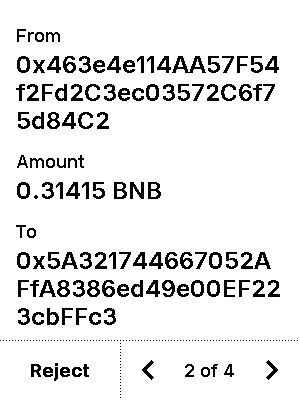 From
0x463e4e114AA57F54
f2Fd2C3ec03572C6f7
5d84C2
Amount
0.31415 BNB
To
0x5A321744667052A
FfA8386ed49e00EF22
3cbFFc3
Reject
2 of 4